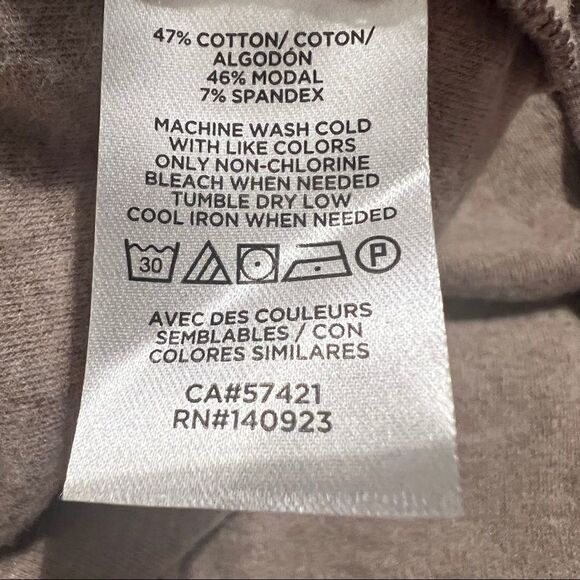 47% COTTON/ COTON/
ALGODÓN
46% MODAL
7% SPANDEX
MACHINE WASH COLD
WITH LIKE COLORS
ONLY NON-CHLORINE
BLEACH WHEN NEEDED
TUMBLE DRY LOW
COOL IRON WHEN NEEDED
30 P
AVEC DES COULEURS
SEMBLABLES / CON
COLORES SIMILARES
CA#57421
RN#140923